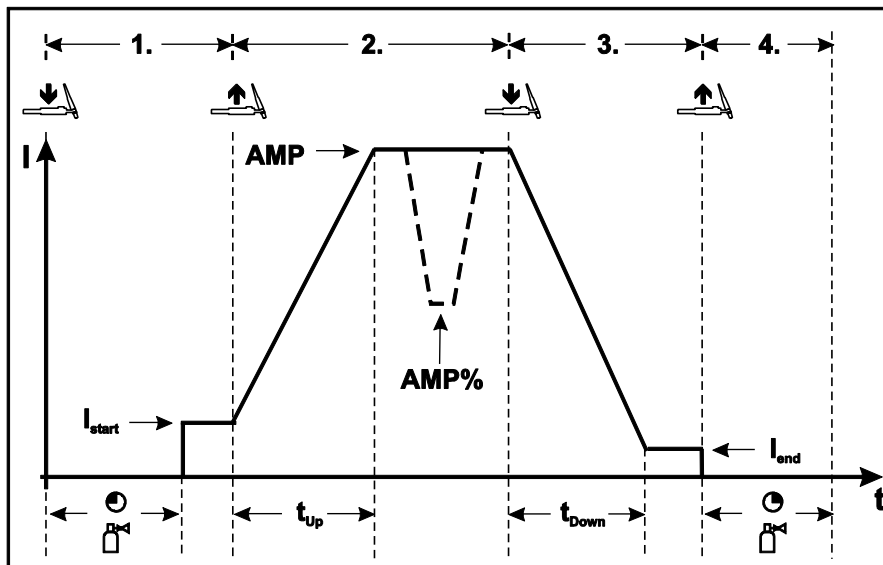 1. 2. 3. 4.
I
AMP
AMP%
Istart
Iend
t
tUp
tDown